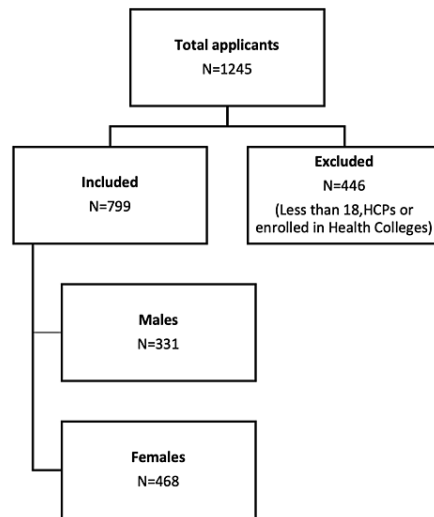 Total applicants
N=1245
Included
N=799
Excluded
N=446
(Less than 18,HCPs or
enrolled in Health Colleges)
Males
N=331
Females
N=468